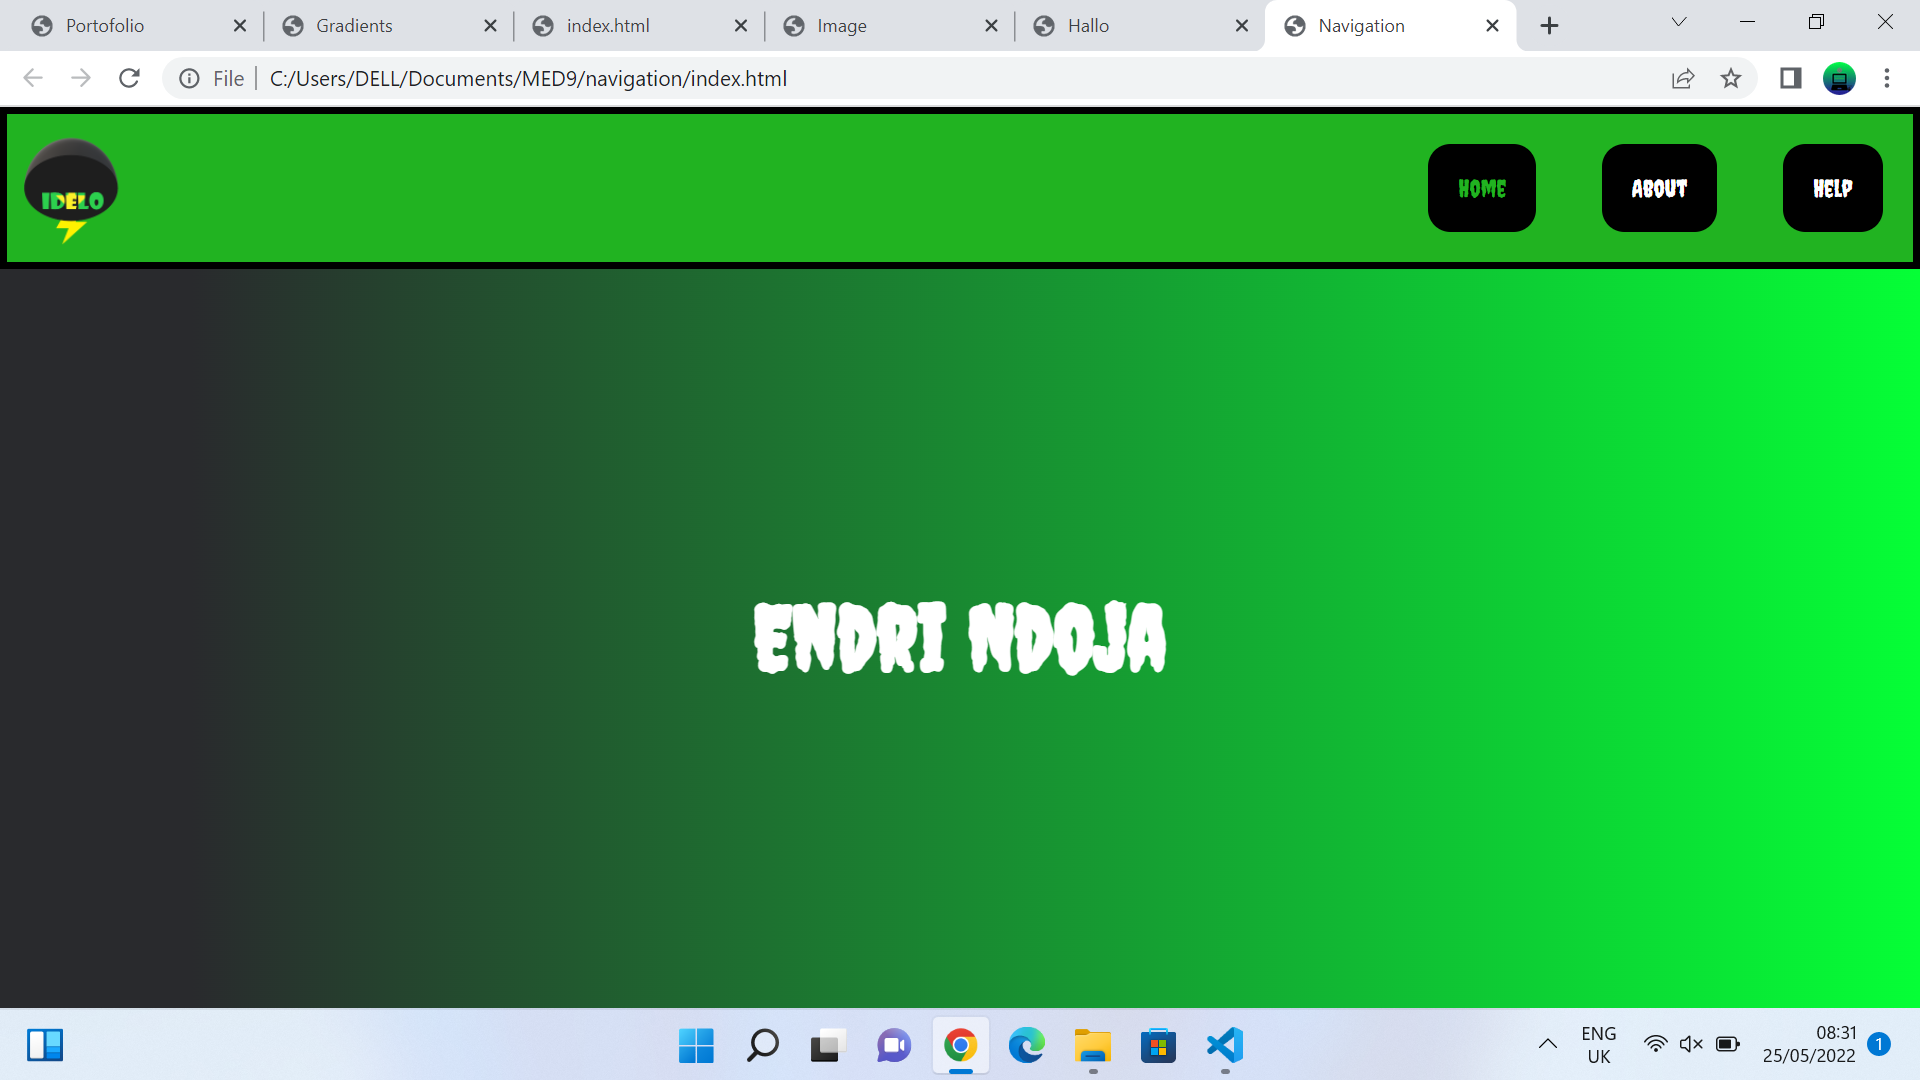 Portofolio
Gradients
index.html
Image
Hallo
Navigation
File
C:/Users/DELL/Documents/MED9/navigation/index.html
IDELO
HOME
ABOUT
HELP
ENDRI NDOJA
ENG
UK
08:31
25/05/2022
1